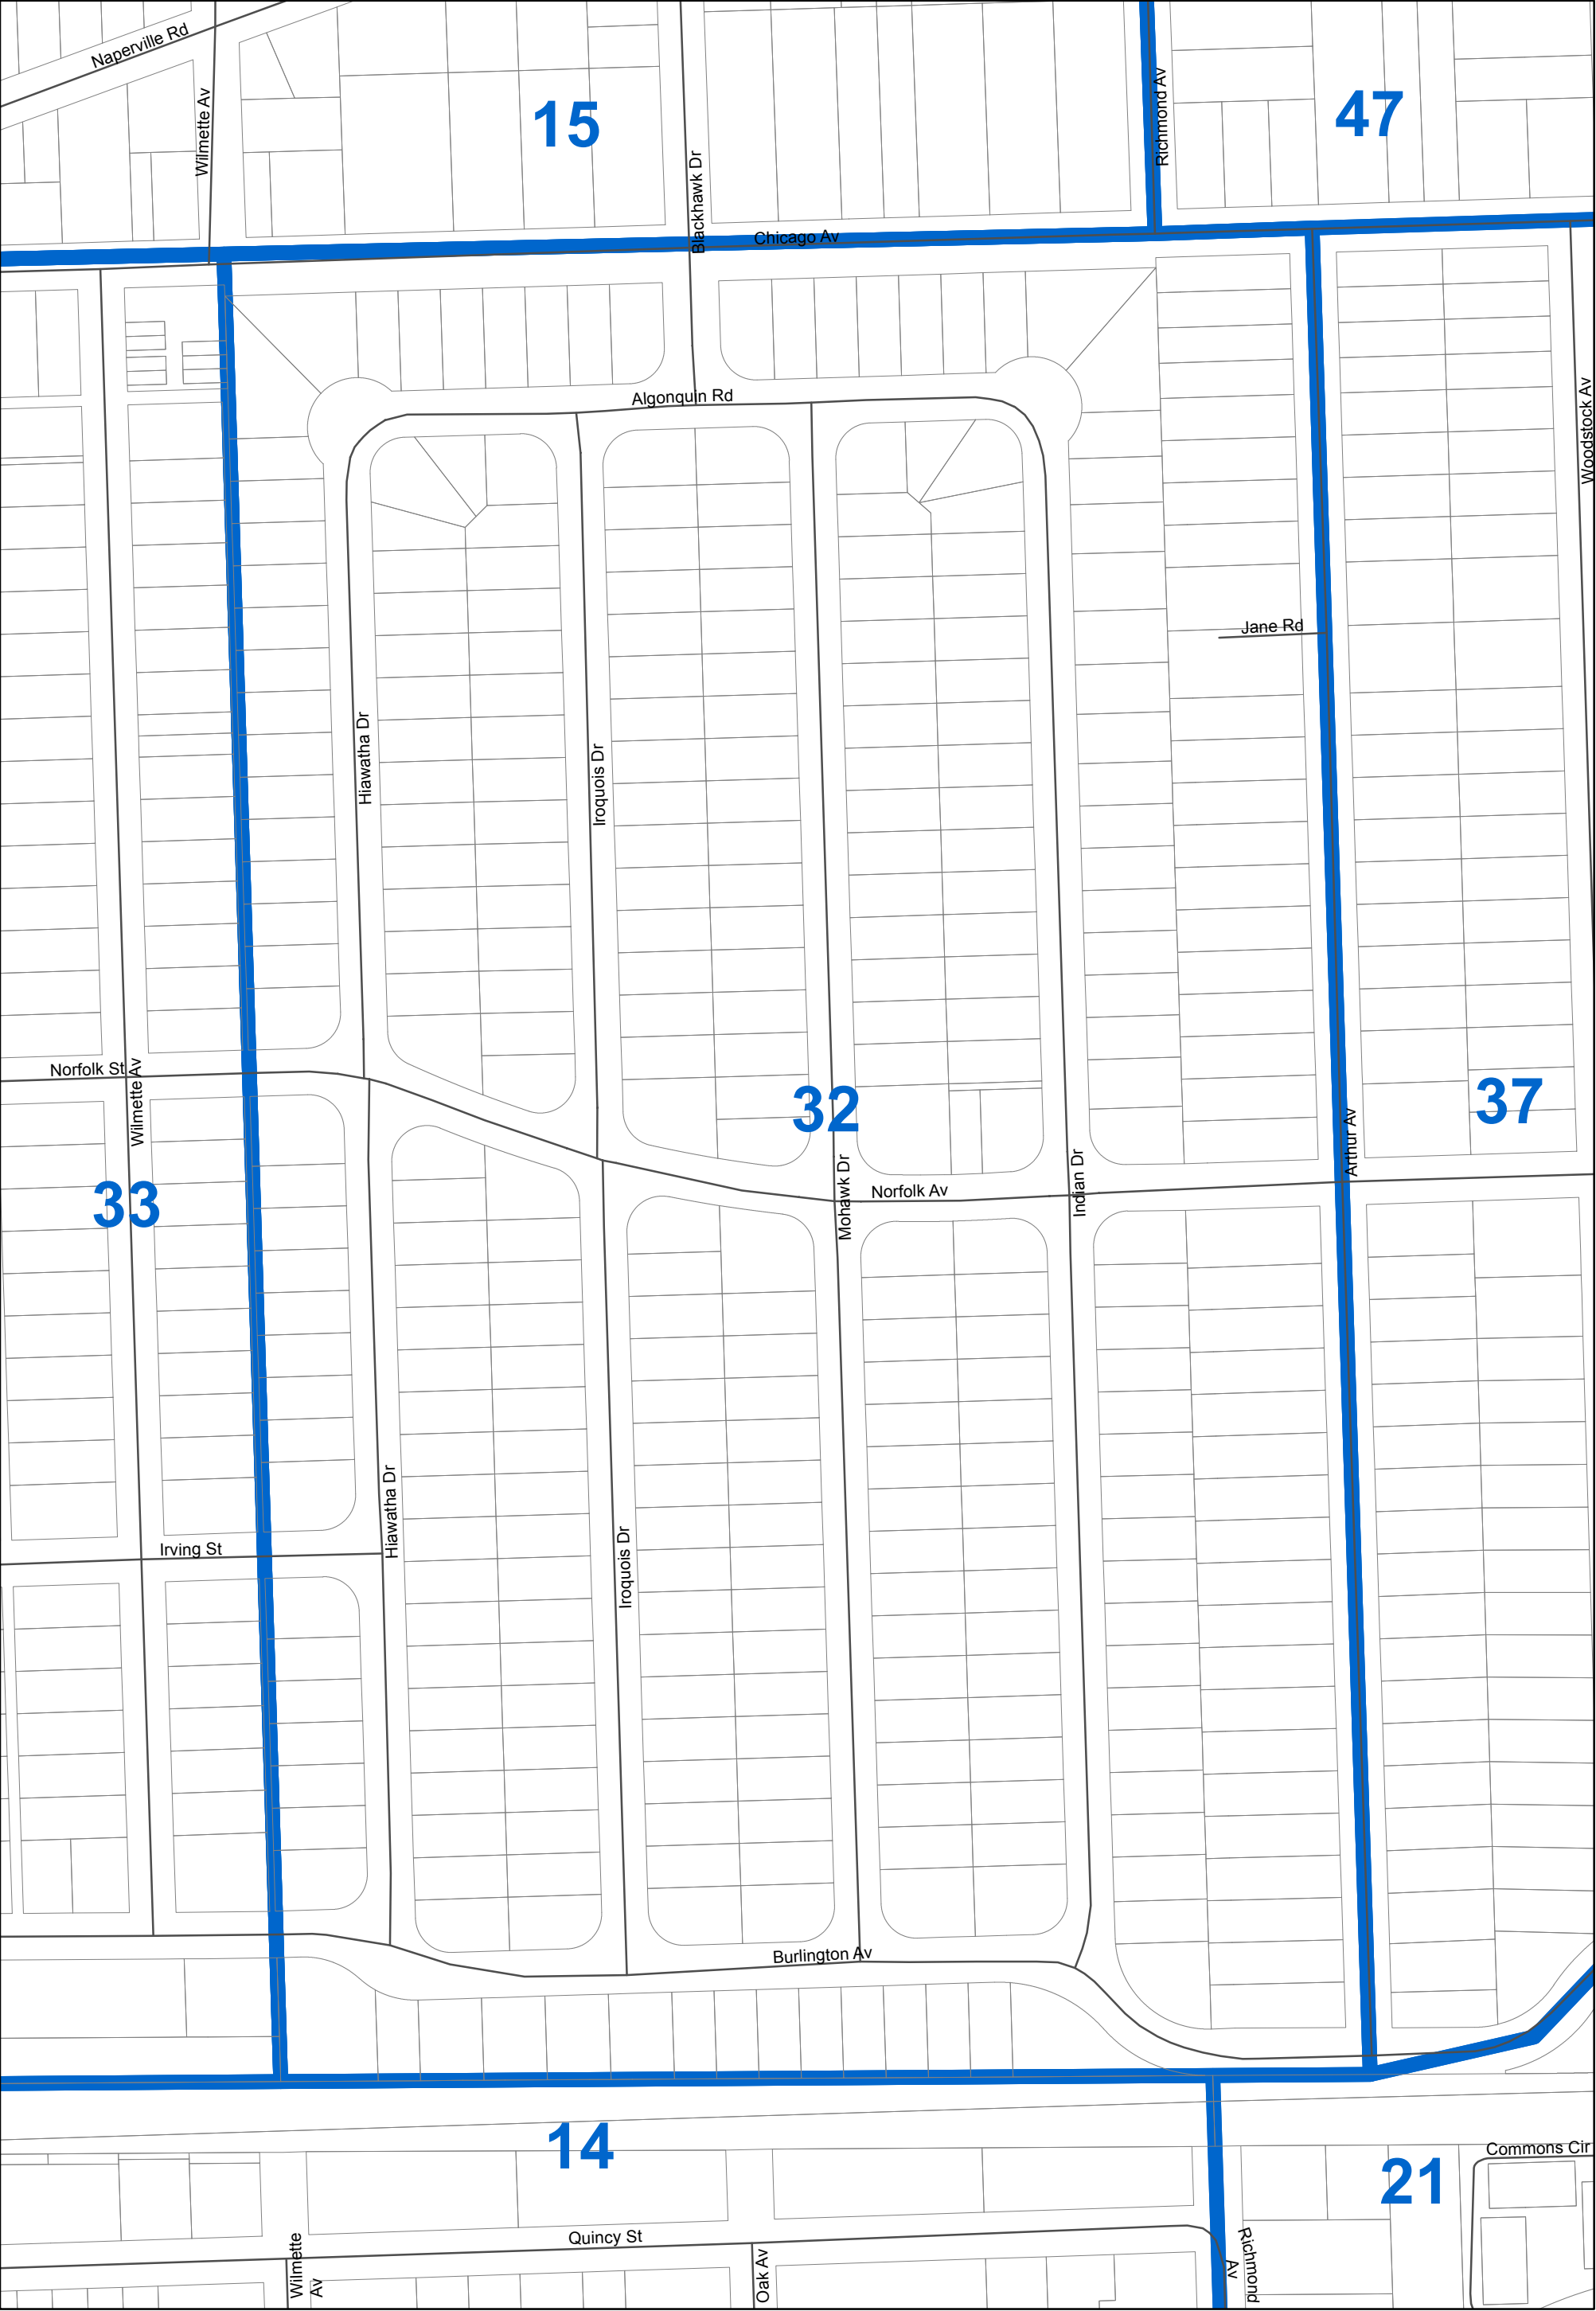 Naperville Rd
Wilmette Av
15
Blackhawk Dr
Richmond Av
47
Chicago Av
Algonquin Rd
Woodstock Av
Jane Rd
Hiawatha Dr
Iroquois Dr
Norfolk St
Wilmette Av
32
37
Arthur Av
33
Mohawk Dr
Norfolk Av
Indian Dr
Hiawatha Dr
Irving St
Iroquois Dr
Burlington Av
14
21
Commons Cir
Quincy St
Wilmette
Av
Oak Av
Richmond
Av